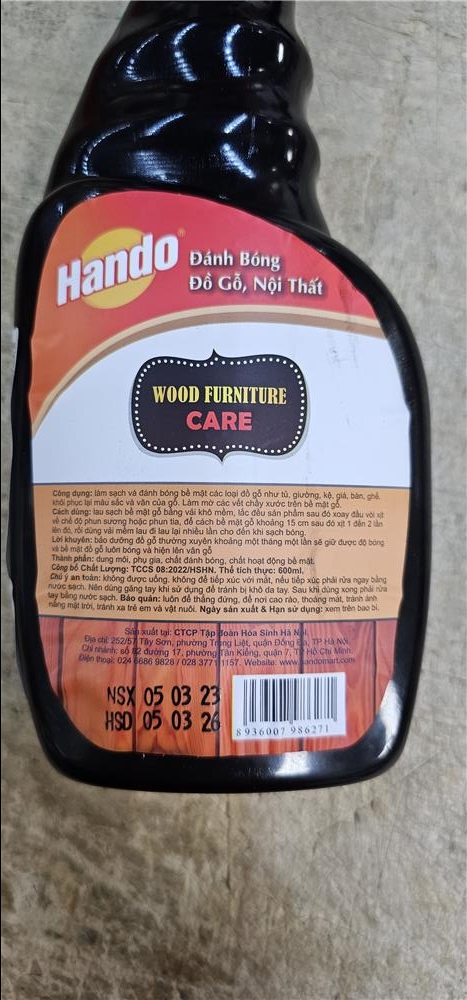 Hando®
Đánh Bóng
Đồ Gỗ, Nội Thất
WOOD FURNITURE
CARE
Công dụng: làm sạch và đánh bóng bề mặt các loại đồ gỗ như tủ, giường, kệ, giá, bàn, ghế.
khôi phục lại màu sắc và vân của gỗ. Làm mờ các vết chầy xước trên bề mặt gỗ.
Cách dùng: lau sạch bề mặt gỗ bằng vải khô mềm, lắc đều sản phẩm sau đó xoay đầu vòi xịt
về chế độ phun sương hoặc phun tia, để cách bề mặt gỗ khoảng 15 cm sau đó xịt 1 đến 2 lần
lên đó, rồi dùng vải mềm lau đi lau lại nhiều lần cho đến khi sạch bóng.
Lời khuyên: bảo dưỡng đồ gỗ thường xuyên khoảng một tháng một lần sẽ giữ được độ bóng
và bề mặt đồ gỗ luôn bóng và hiện lên vân gỗ
Thành phần: dung môi, phụ gia, chất đánh bóng, chất hoạt động bề mặt.
Công bố Chất Lượng: TCCS 08:2022/HSHN. Thể tích thực: 600ml.
Chú ý an toàn: không được uống, không để tiếp xúc với mắt, nếu tiếp xúc phải rửa ngay bằng
nước sạch. Nên dùng găng tay khi sử dụng để tránh bị khô da tay. Sau khi dùng xong phải rửa
tay bằng nước sạch. Bảo quản: luôn để thẳng đứng, để nơi cao ráo, thoáng mát, tránh ánh
nắng mặt trời, tránh xa trẻ em và vật nuôi. Ngày sản xuất & Hạn sử dụng: xem trên bao bì.
Sản xuất tại: CTCP Tập đoàn Hóa Sinh Hà Nội.
Địa chỉ: 252/57 Tây Sơn, phường Trung Liệt, quận Đống Đa, TP Hà Nội.
Chi nhánh: số 82 đường 17, phường Tân Kiểng, quận 7, TP Hồ Chí Minh.
Điện thoại: 024 6686 9828 / 028 3771 1157. Website: www.handomart.com
NSX 05 03 23
HSD 05 03 26
8 936007 986271